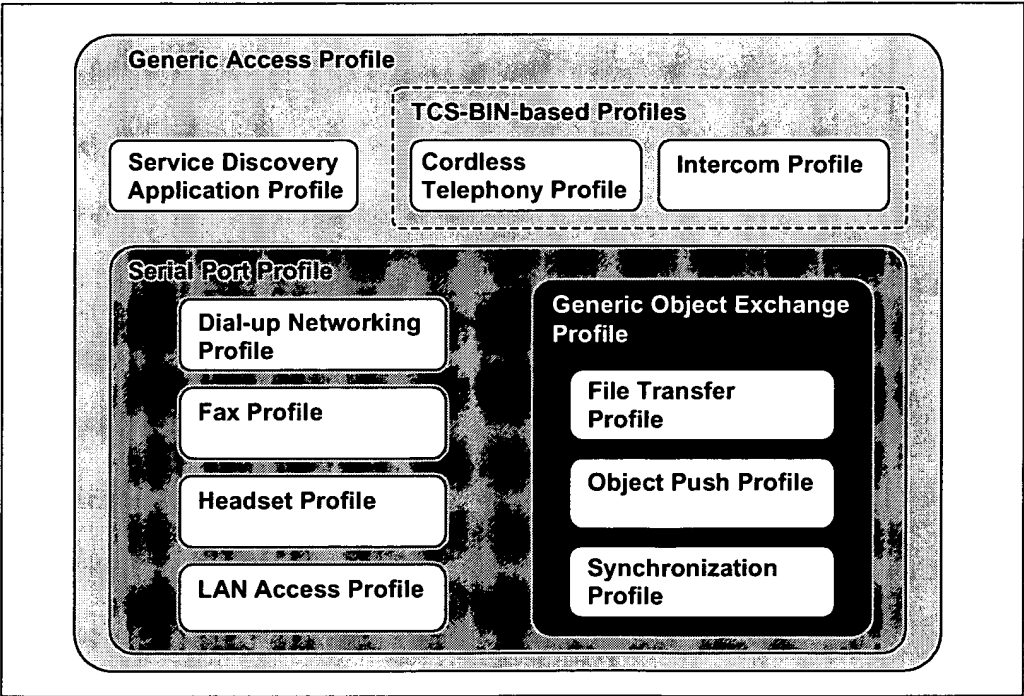 Generic Access Profile
TCS-BIN-based Profiles
Service Discovery
Application Profile
Cordless
Telephony Profile
Intercom Profile
Serial Port Profile
Dial-up Networking
Profile
Fax Profile
Headset Profile
LAN Access Profile
Generic Object Exchange
Profile
File Transfer
Profile
Object Push Profile
Synchronization
Profile